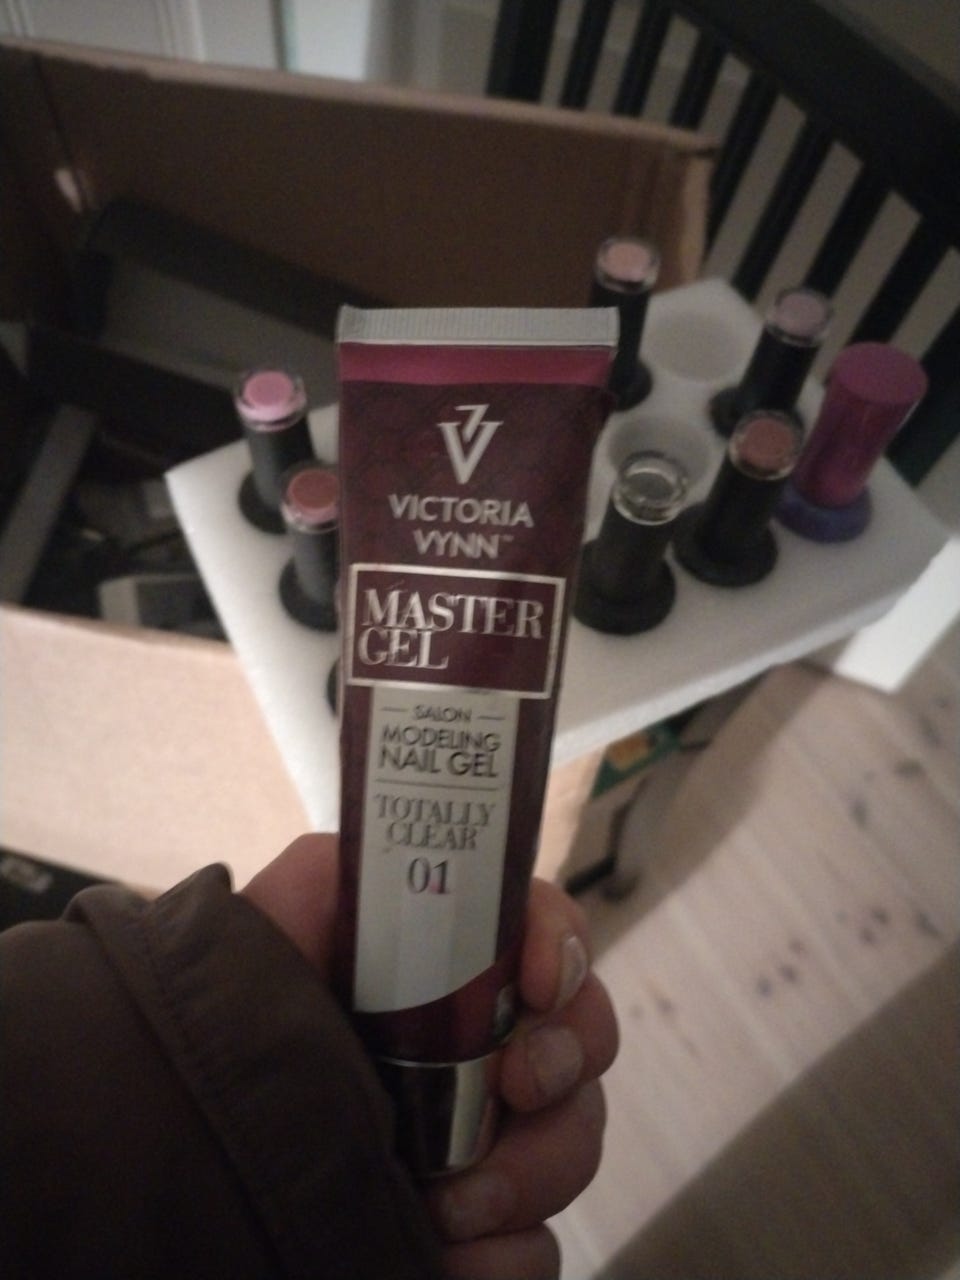 VICTORIA
VYNN™
MASTER
GEL
SALON
MODELING
NAIL GEL
TOTALLY
CLEAR
01